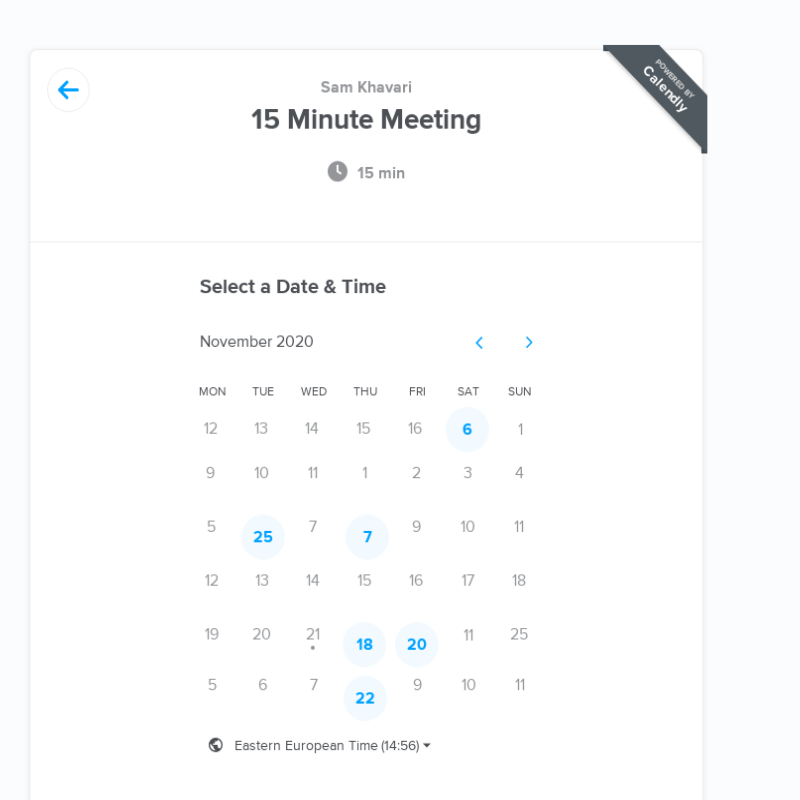 POWERED BY
Calendly
Sam Khavari
15 Minute Meeting
15 min
Select a Date & Time
November 2020
MON TUE WED THU FRI SAT SUN
12 13 14 15 16 6 1
9 10 11 1 2 3 4
5 25 7 7 9 10 11
12 13 14 15 16 17 18
19 20 21 18 20 11 25
5 6 7 22 9 10 11
Eastern European Time (14:56)